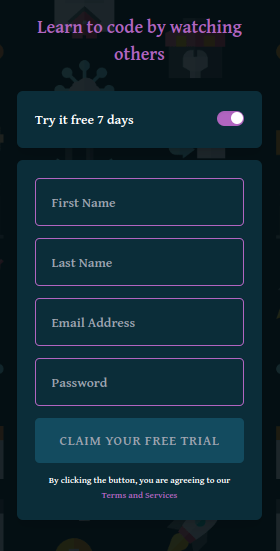 Learn to code by watching
others
Try it free 7 days
First Name
Last Name
Email Address
Password
CLAIM YOUR FREE TRIAL
By clicking the button, you are agreeing to our
Terms and Services